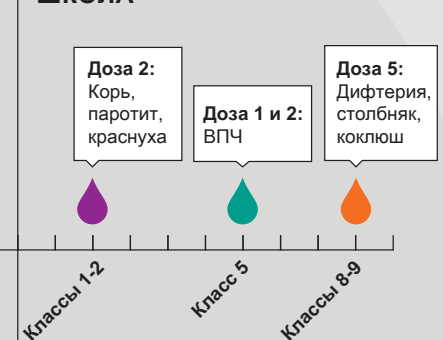 ШКОЛА
Доза 2:
Корь,
паротит,
краснуха
Доза 1 и 2:
ВПЧ
Доза 5:
Дифтерия,
столбняк,
коклюш
Классы 1-2
Класс 5
Классы 8-9